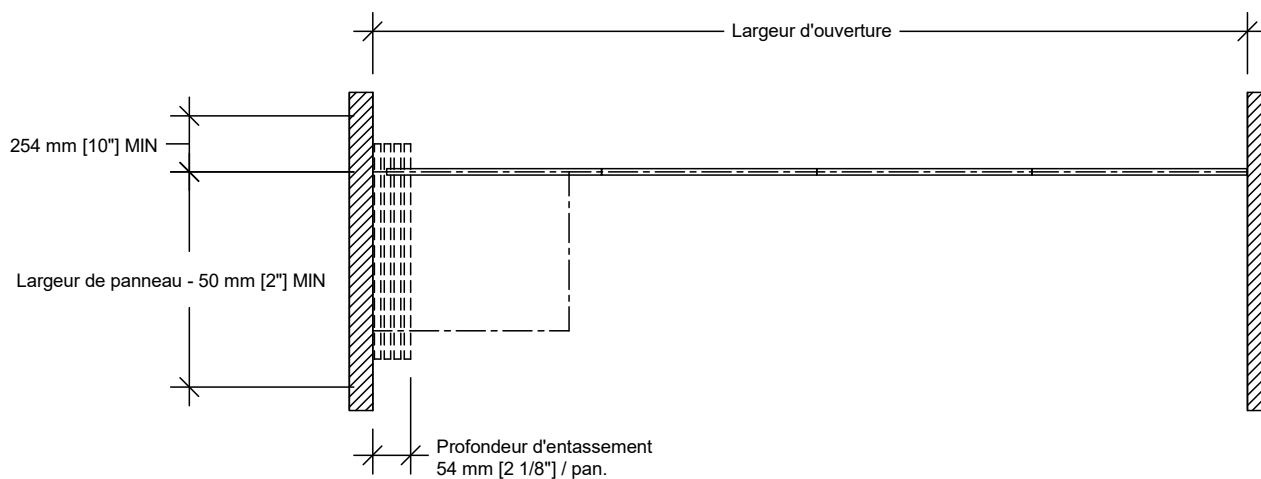 Largeur d'ouverture
254 mm [10"] MIN
Largeur de panneau - 50 mm [2"] MIN
Profondeur d'entassement
54 mm [2 1/8"] / pan.